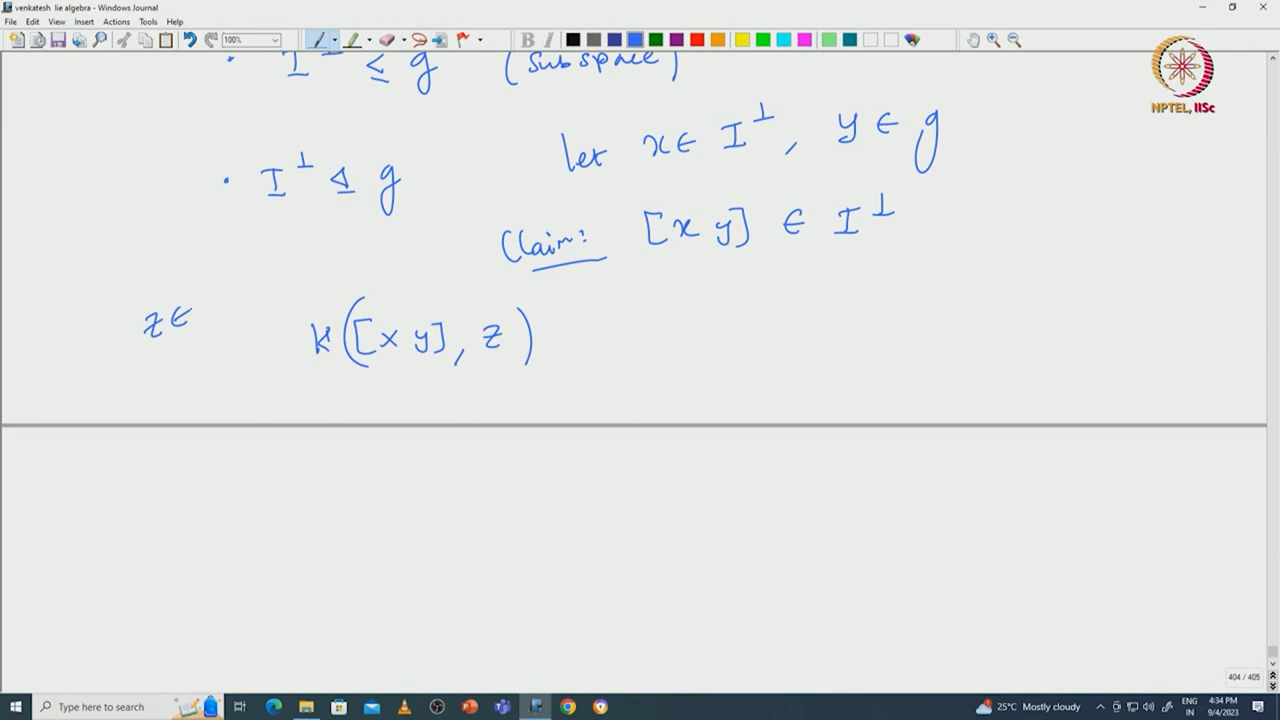 venkatesh lie algebra - Windows Journal
File Edit View Insert Actions Tools Help
100%
B I
· I⊥ ≤ g (subspace)
NPTEL, IISc
let x ∈ I⊥, y ∈ g
· I⊥ ⊴ g
Claim: [x y] ∈ I⊥
z ∈ K([x y], z)
404 / 405
Type here to search
25°C Mostly cloudy
ENG
IN
4:34 PM
9/4/2023